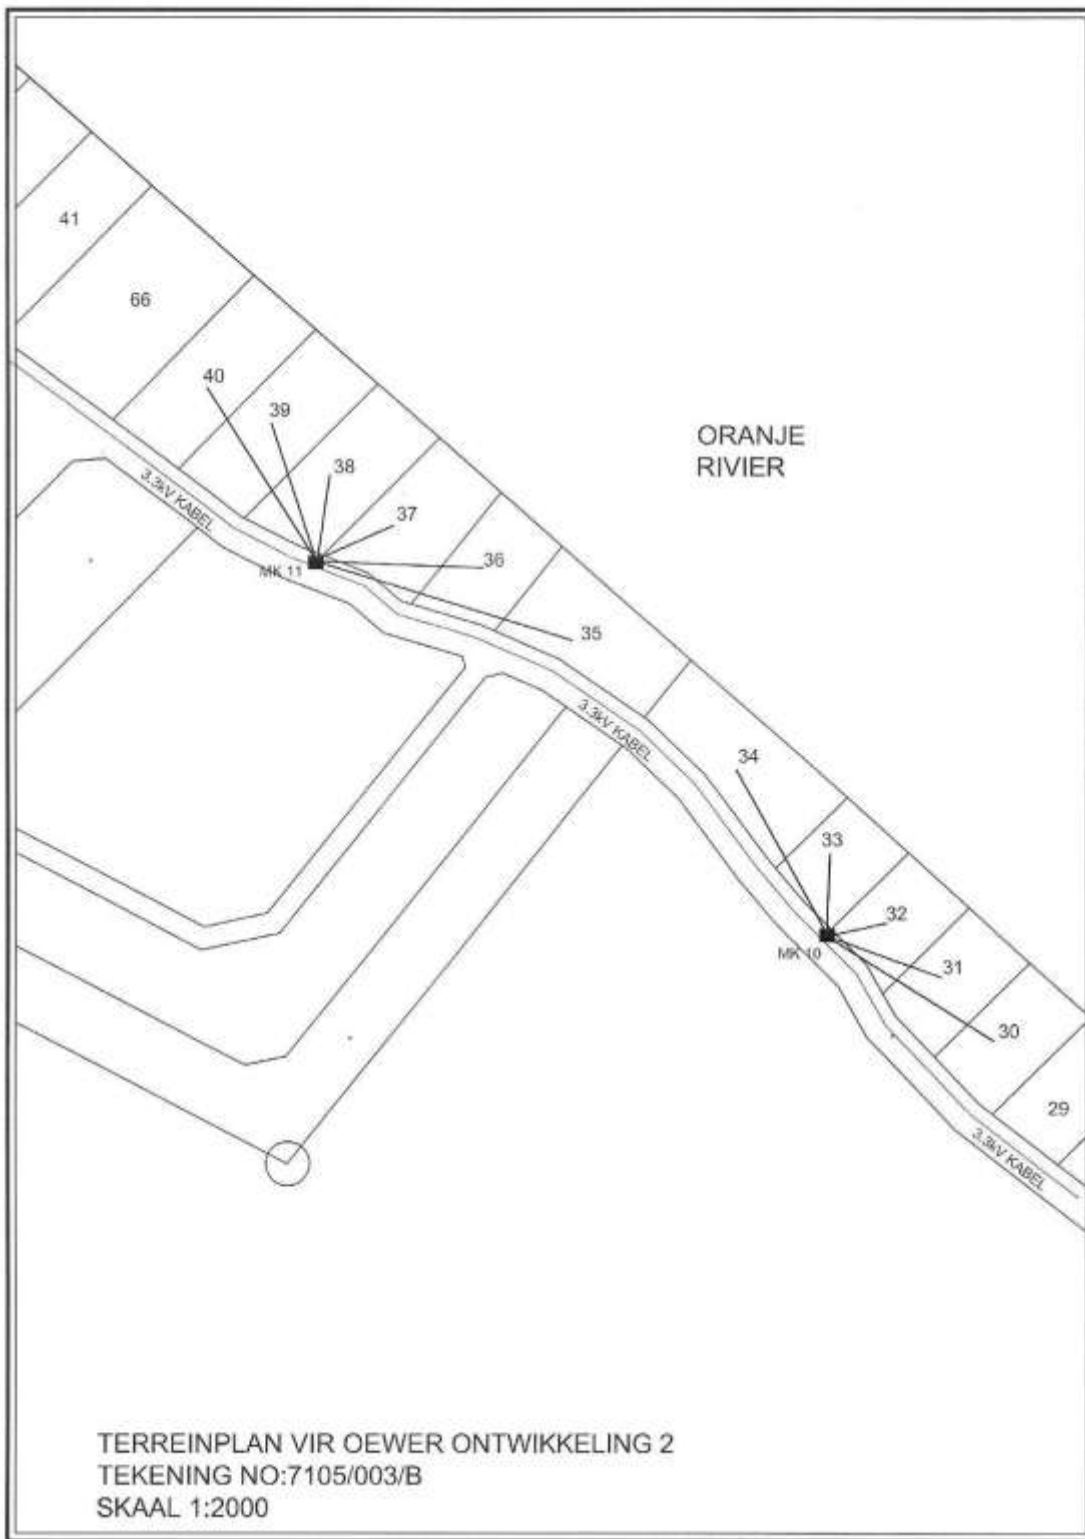 41
66
40
39
38
37
36
35
ORANJE
RIVIER
3.3kV KABEL
MK 11
3.3kV KABEL
34
33
32
31
30
29
MK 10
3.3kV KABEL
TERREINPLAN VIR OEWER ONTWIKKELING 2
TEKENING NO:7105/003/B
SKAAL 1:2000